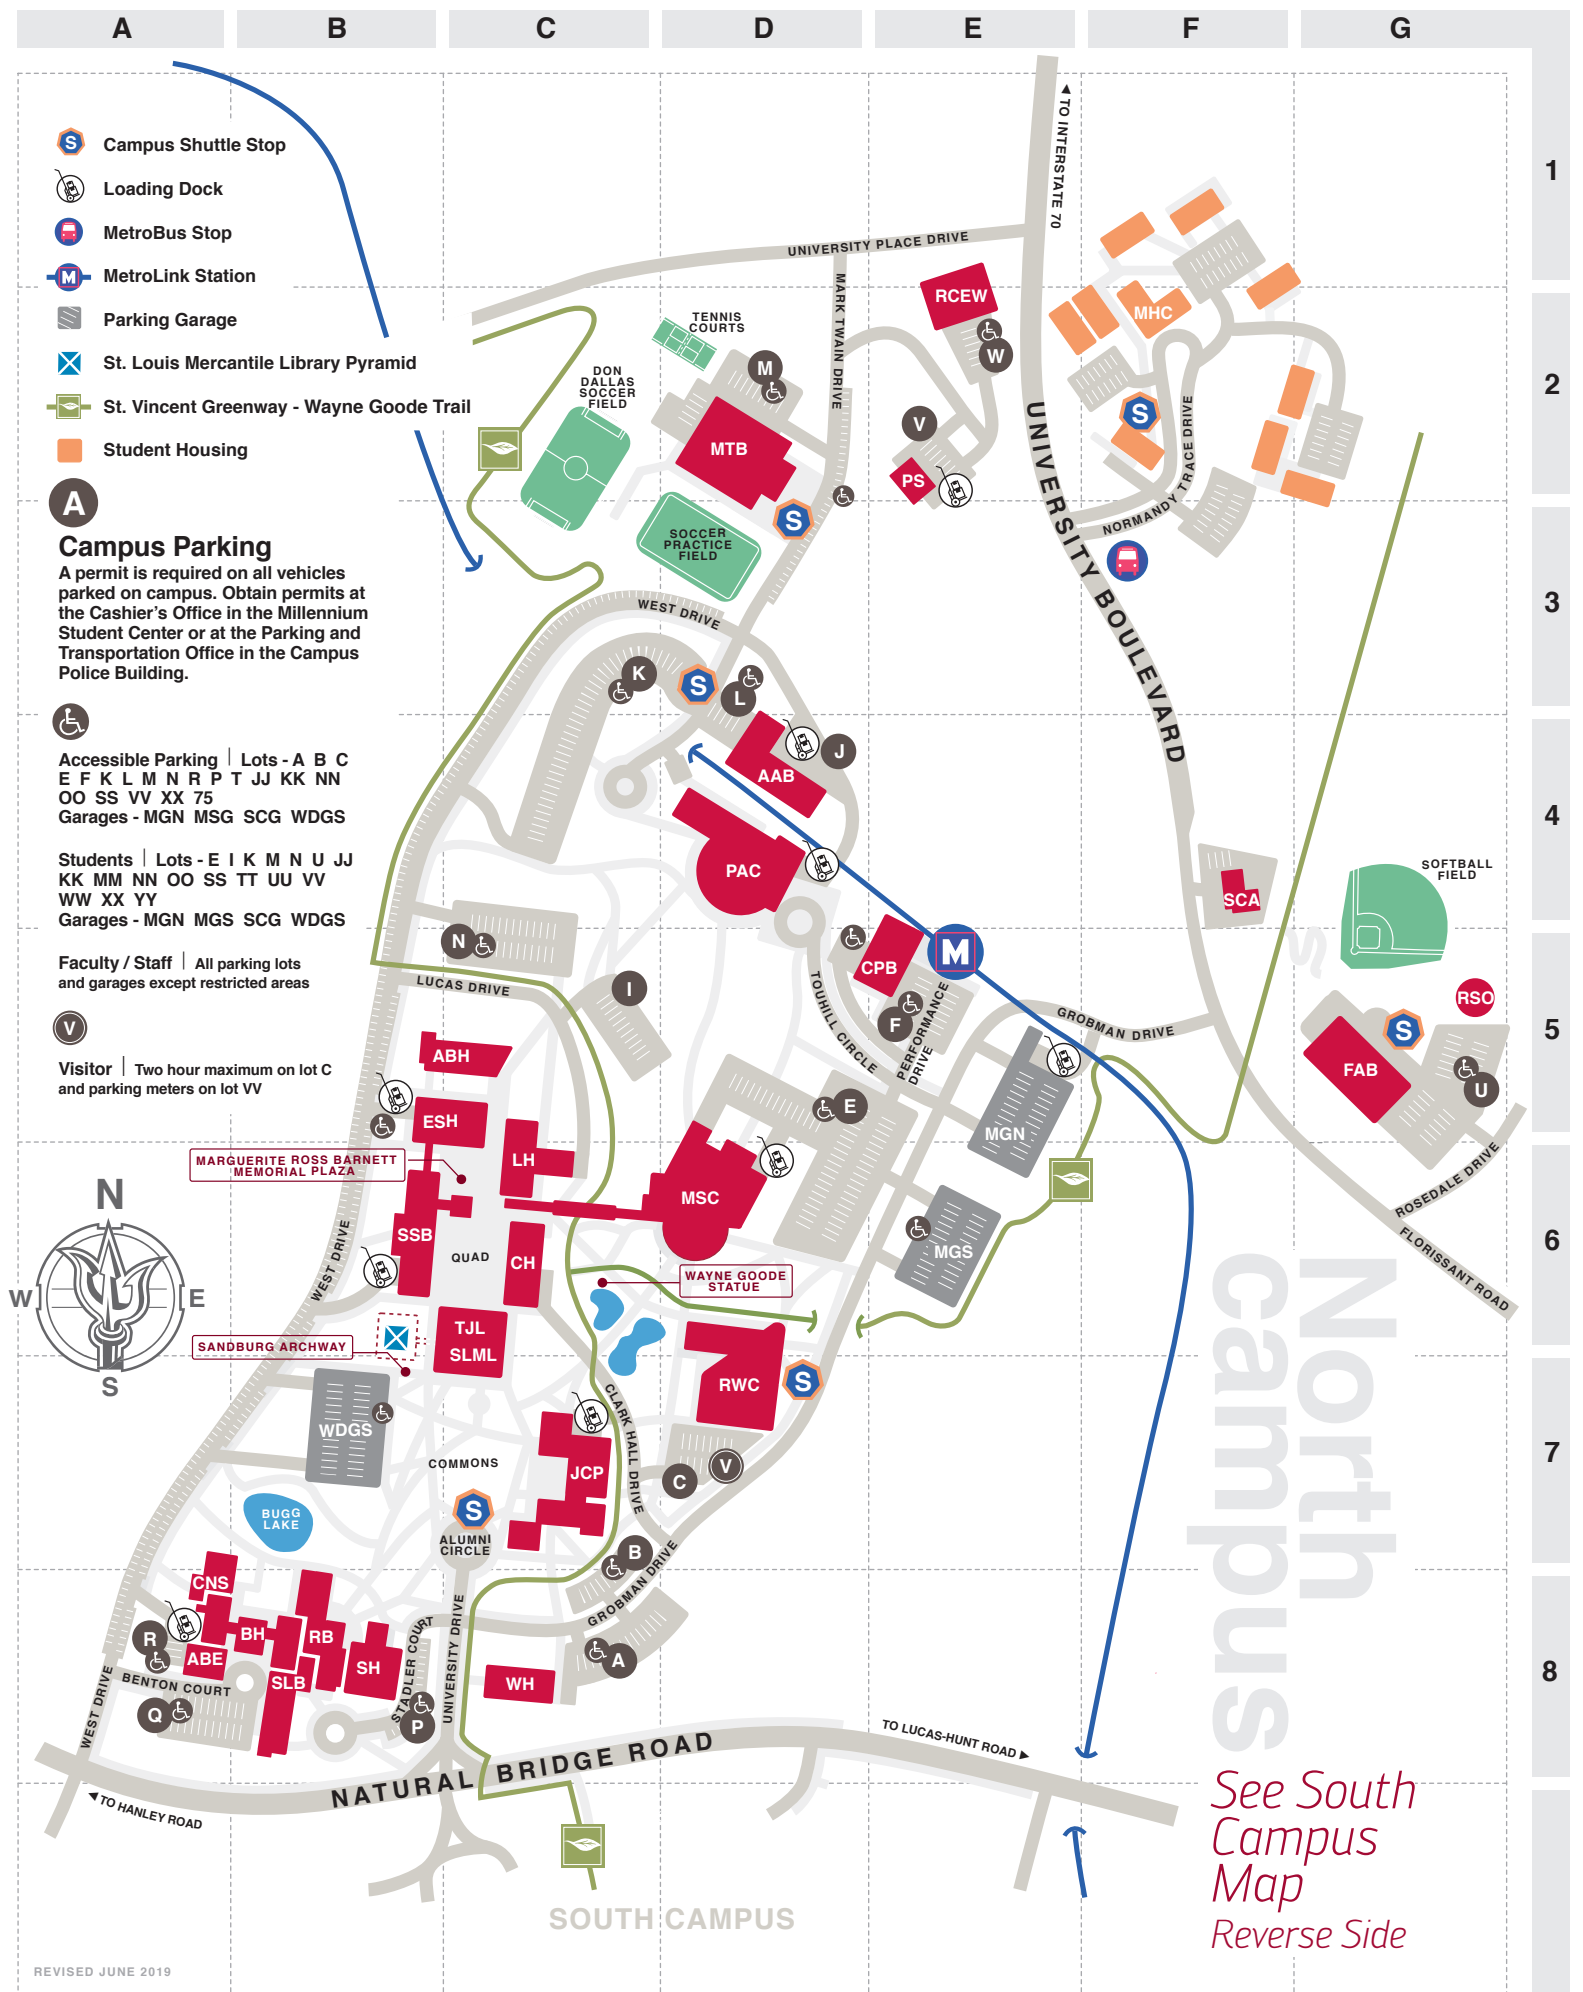 A B C D E F G
1
2
3
4
5
6
7
8
S Campus Shuttle Stop
Loading Dock
MetroBus Stop
M MetroLink Station
Parking Garage
St. Louis Mercantile Library Pyramid
St. Vincent Greenway - Wayne Goode Trail
Student Housing
A
Campus Parking
A permit is required on all vehicles
parked on campus. Obtain permits at
the Cashier's Office in the Millennium
Student Center or at the Parking and
Transportation Office in the Campus
Police Building.
Accessible Parking | Lots - A B C
E F K L M N R P T JJ KK NN
OO SS VV XX 75
Garages - MGN MSG SCG WDGS
Students | Lots - E I K M N U JJ
KK MM NN OO SS TT UU VV
WW XX YY
Garages - MGN MGS SCG WDGS
Faculty / Staff | All parking lots
and garages except restricted areas
V
Visitor | Two hour maximum on lot C
and parking meters on lot VV
◄ TO INTERSTATE 70
UNIVERSITY PLACE DRIVE
MARK TWAIN DRIVE
RCEW
W
MHC
TENNIS
COURTS
DON
DALLAS
SOCCER
FIELD
M
MTB
V
PS
S
S
UNIVERSITY BOULEVARD
NORMANDY TRACE DRIVE
SOCCER
PRACTICE
FIELD
WEST DRIVE
K
S
L
AAB
J
PAC
SCA
SOFTBALL
FIELD
N
LUCAS DRIVE
I
CPB
M
F
TOUHILL CIRCLE
PERFORMANCE
DRIVE
GROBMAN DRIVE
RSO
S
FAB
U
ABH
ESH
LH
E
MGN
MARGUERITE ROSS BARNETT
MEMORIAL PLAZA
MSC
ROSEDALE DRIVE
FLORISSANT ROAD
N
W
E
S
WEST DRIVE
SSB
QUAD
CH
MGS
WAYNE GOODE
STATUE
SANDBURG ARCHWAY
TJL
SLML
RWC
S
WDGS
CLARK HALL DRIVE
COMMONS
JCP
C
V
North
campus
BUGG
LAKE
S
ALUMNI
CIRCLE
B
GROBMAN DRIVE
CNS
R
BH
RB
ABE
SH
SLB
STADLER COURT
UNIVERSITY DRIVE
WH
A
BENTON COURT
Q
P
WEST DRIVE
NATURAL BRIDGE ROAD
TO LUCAS-HUNT ROAD ►
◄ TO HANLEY ROAD
See South
Campus
Map
Reverse Side
SOUTH CAMPUS
REVISED JUNE 2019